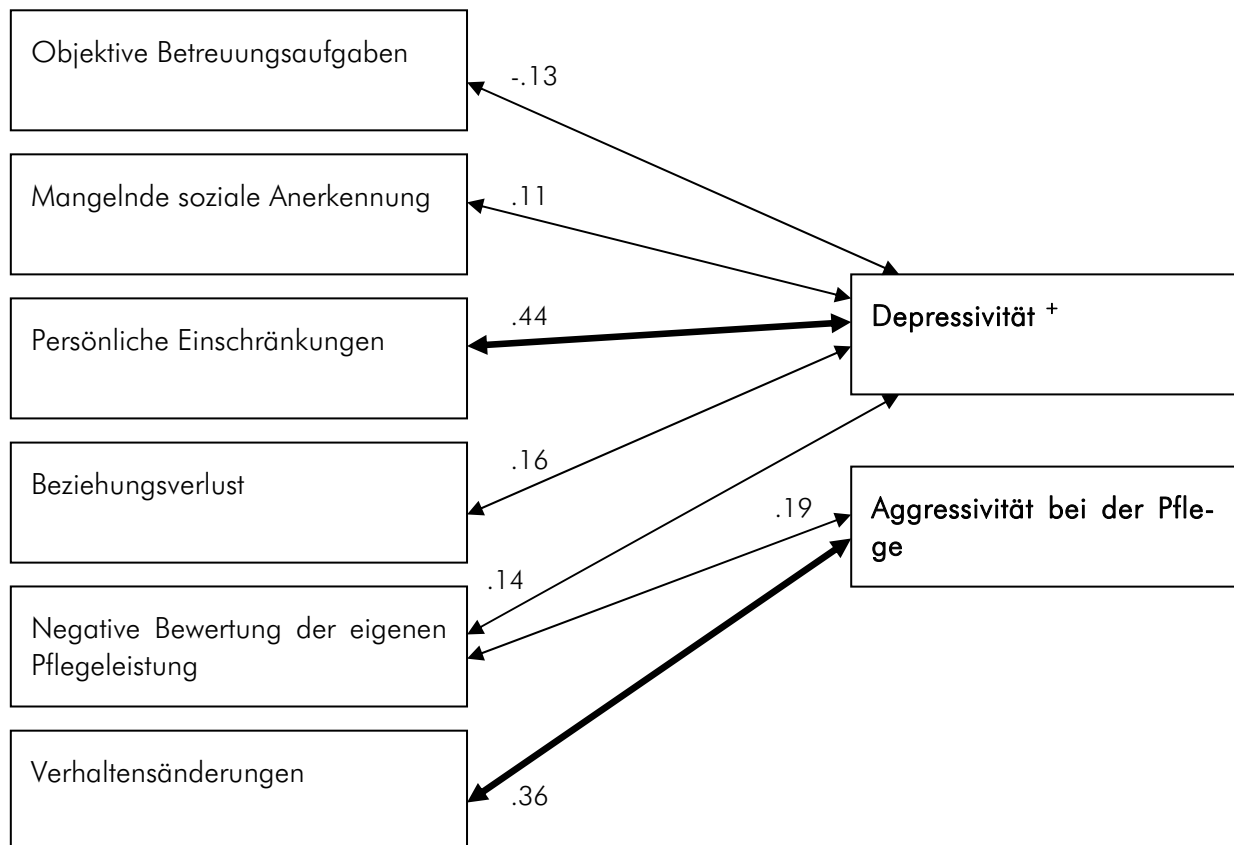 Objektive Betreuungsaufgaben
-.13
Mangelnde soziale Anerkennung
.11
Persönliche Einschränkungen
.44
Depressivität +
Beziehungsverlust
.16
.19
Aggressivität bei der Pfle-
ge
.14
Negative Bewertung der eigenen
Pflegeleistung
Verhaltensänderungen
.36